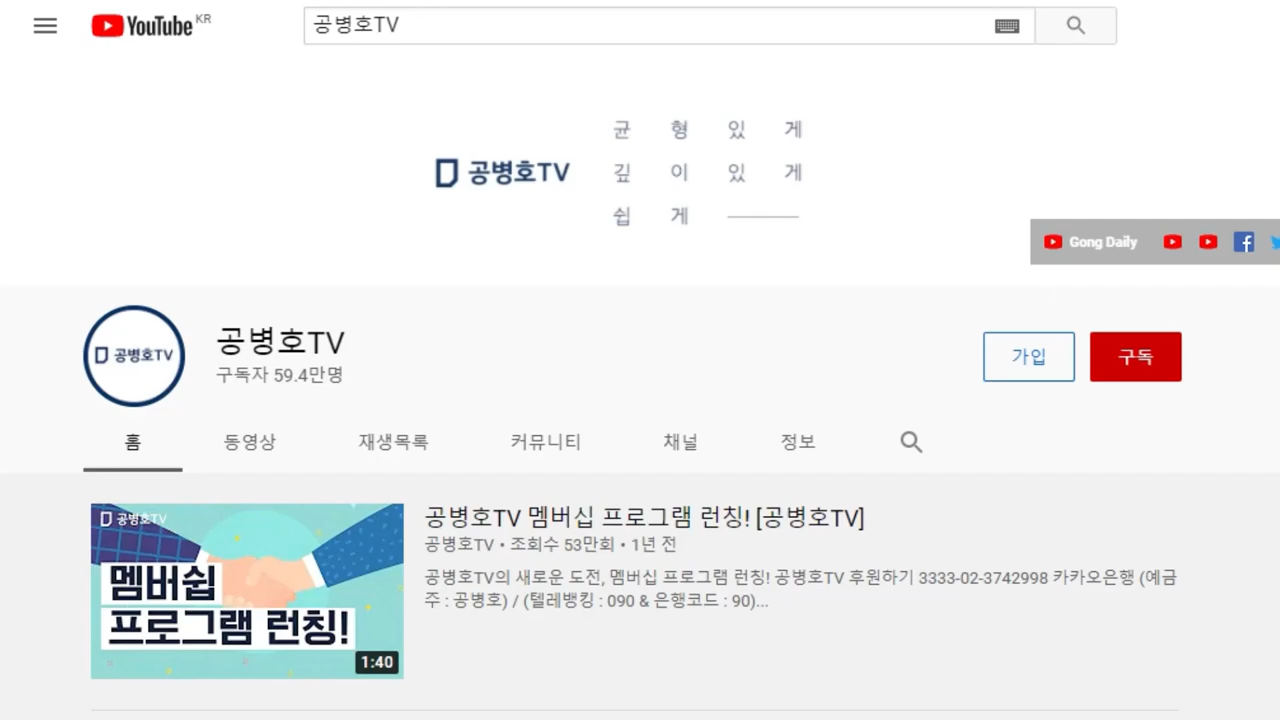 YouTube KR
공병호TV
균 형 있 게
공병호TV
깊 이 있 게
쉽 게
Gong Daily
공병호TV
공병호TV
구독자 59.4만명
가입
구독
홈 동영상 재생목록 커뮤니티 채널 정보
공병호TV
멤버쉽
프로그램 런칭!
1:40
공병호TV 멤버십 프로그램 런칭! [공병호TV]
공병호TV • 조회수 53만회 • 1년 전
공병호TV의 새로운 도전, 멤버십 프로그램 런칭! 공병호TV 후원하기 3333-02-3742998 카카오은행 (예금
주 : 공병호) / (텔레뱅킹 : 090 & 은행코드 : 90)...